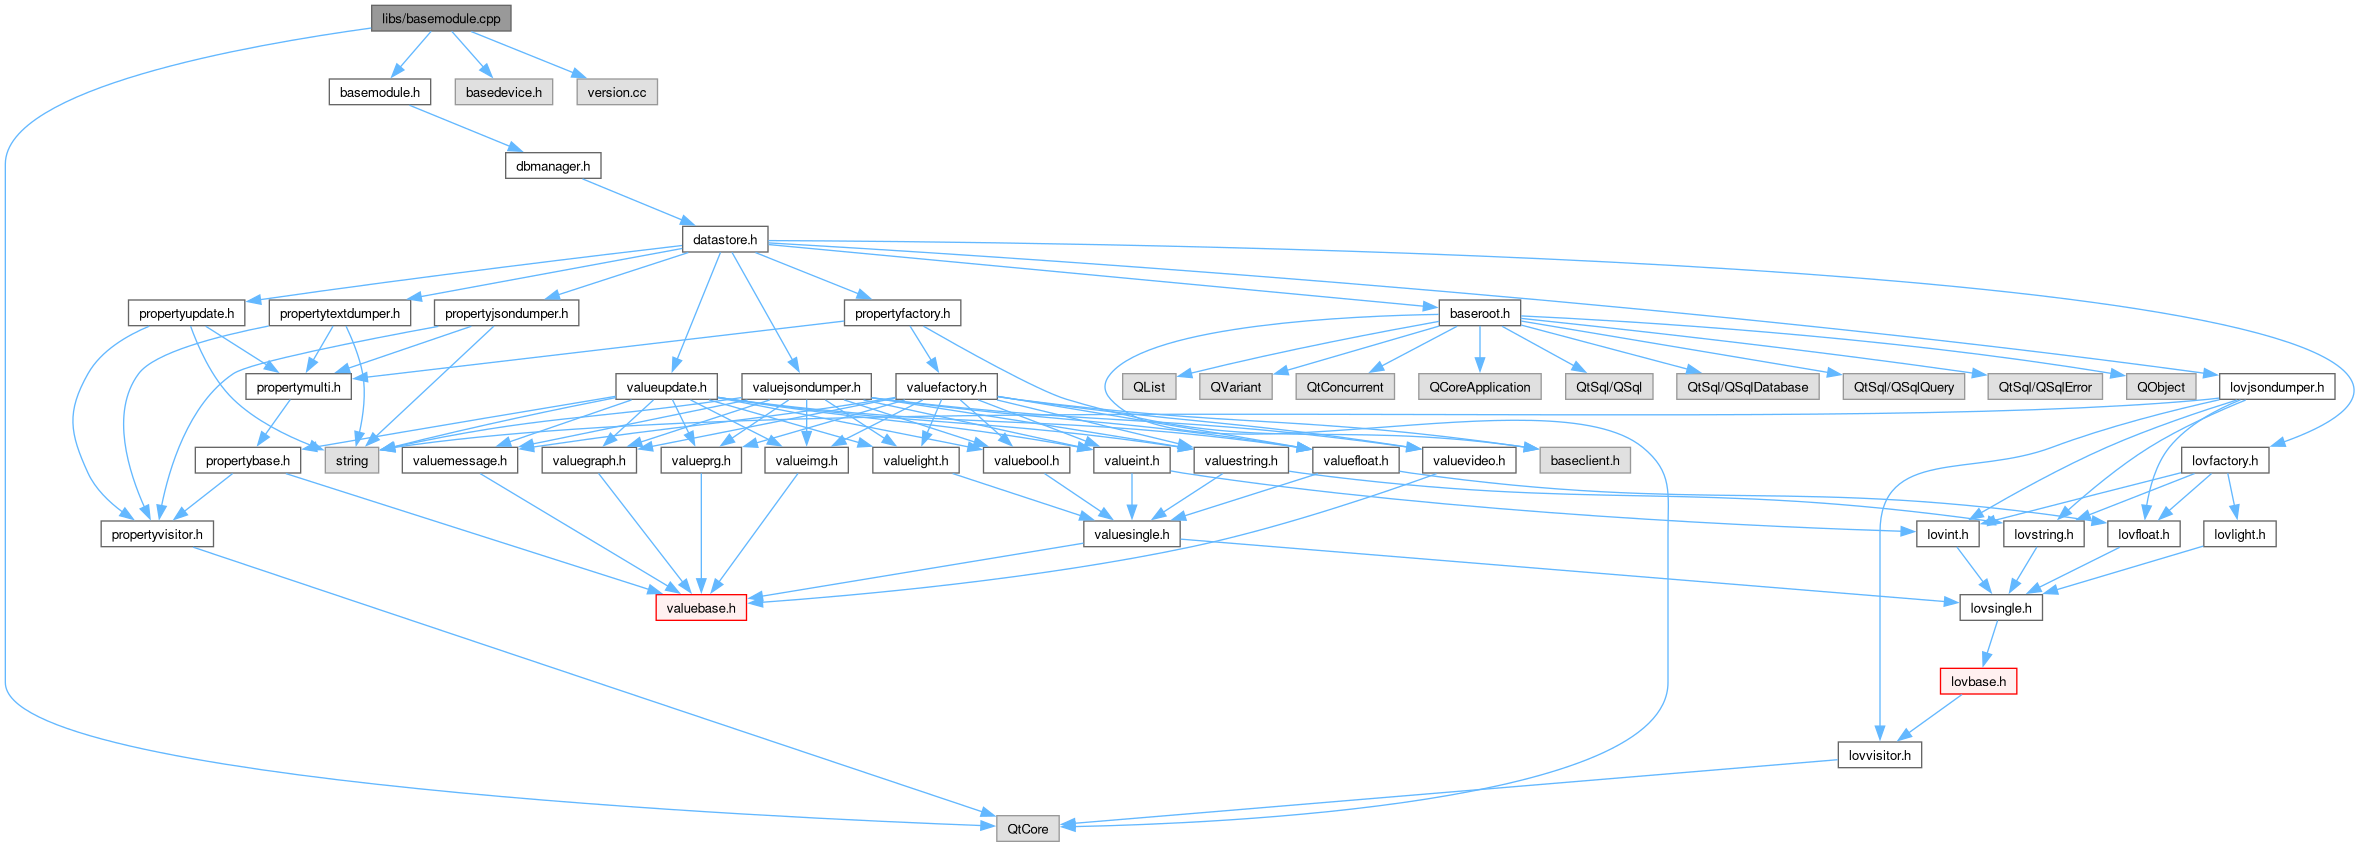 libs/basemodule.cpp
basemodule.h
basedevice.h
version.cc
dbmanager.h
datastore.h
propertyupdate.h
propertytextdumper.h
propertyjsondumper.h
propertyfactory.h
baseroot.h
propertymulti.h
valueupdate.h
valuejsondumper.h
valuefactory.h
QList
QVariant
QtConcurrent
QCoreApplication
QtSql/QSql
QtSql/QSqlDatabase
QtSql/QSqlQuery
QtSql/QSqlError
QObject
lovjsondumper.h
propertybase.h
string
valuemessage.h
valuegraph.h
valueprg.h
valueimg.h
valuelight.h
valuebool.h
valueint.h
valuestring.h
valuefloat.h
valuevideo.h
baseclient.h
lovfactory.h
propertyvisitor.h
valuesingle.h
lovint.h
lovstring.h
lovfloat.h
lovlight.h
valuebase.h
lovsingle.h
lovbase.h
lovvisitor.h
QtCore